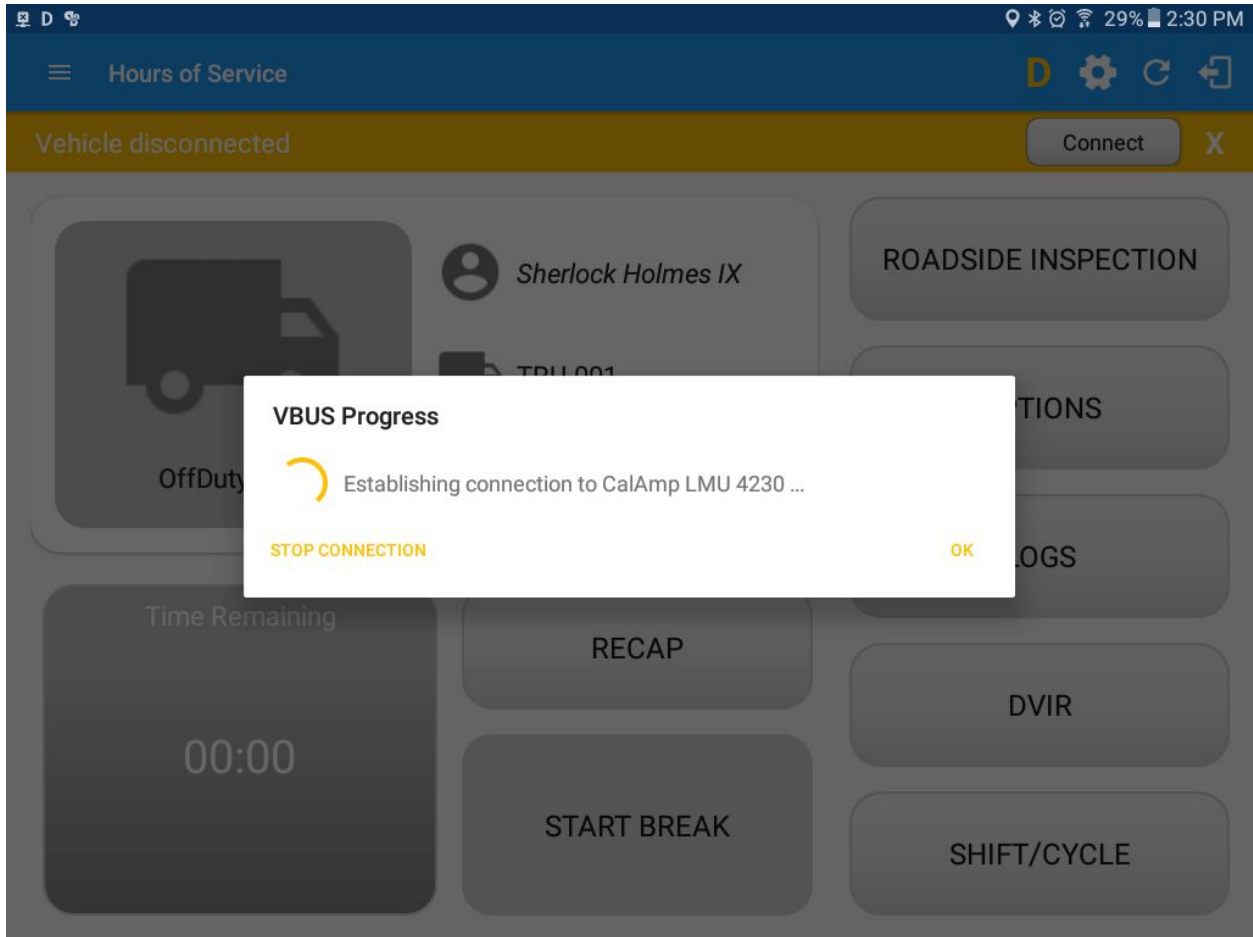 D 29% 2:30 PM
Hours of Service D
Vehicle disconnected Connect X
Sherlock Holmes IX
ROADSIDE INSPECTION
VBUS Progress
Establishing connection to CalAmp LMU 4230 ...
STOP CONNECTION OK
OffDuty
TIONS
LOGS
Time Remaining
00:00
RECAP
START BREAK
DVIR
SHIFT/CYCLE